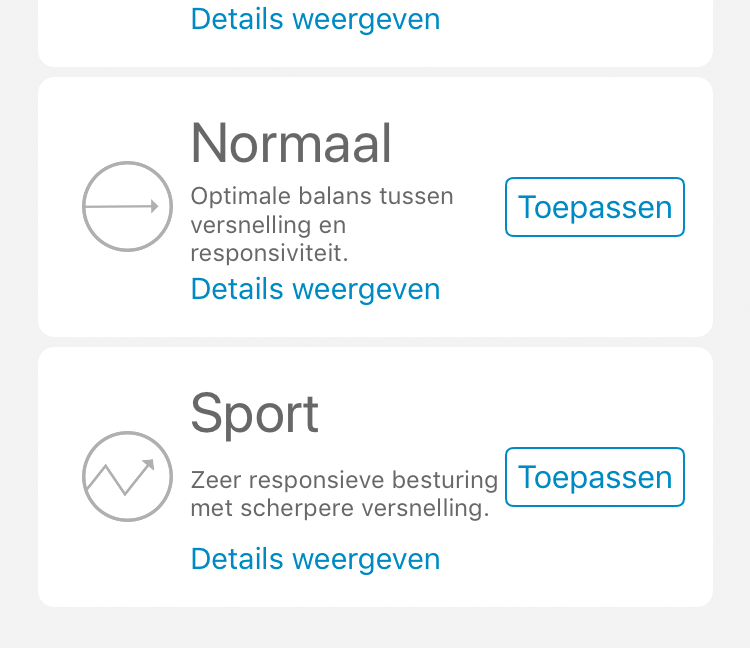 Details weergeven
Normaal
Optimale balans tussen
versnelling en
responsiviteit.
Details weergeven
Toepassen
Sport
Zeer responsieve besturing
met scherpere versnelling.
Details weergeven
Toepassen